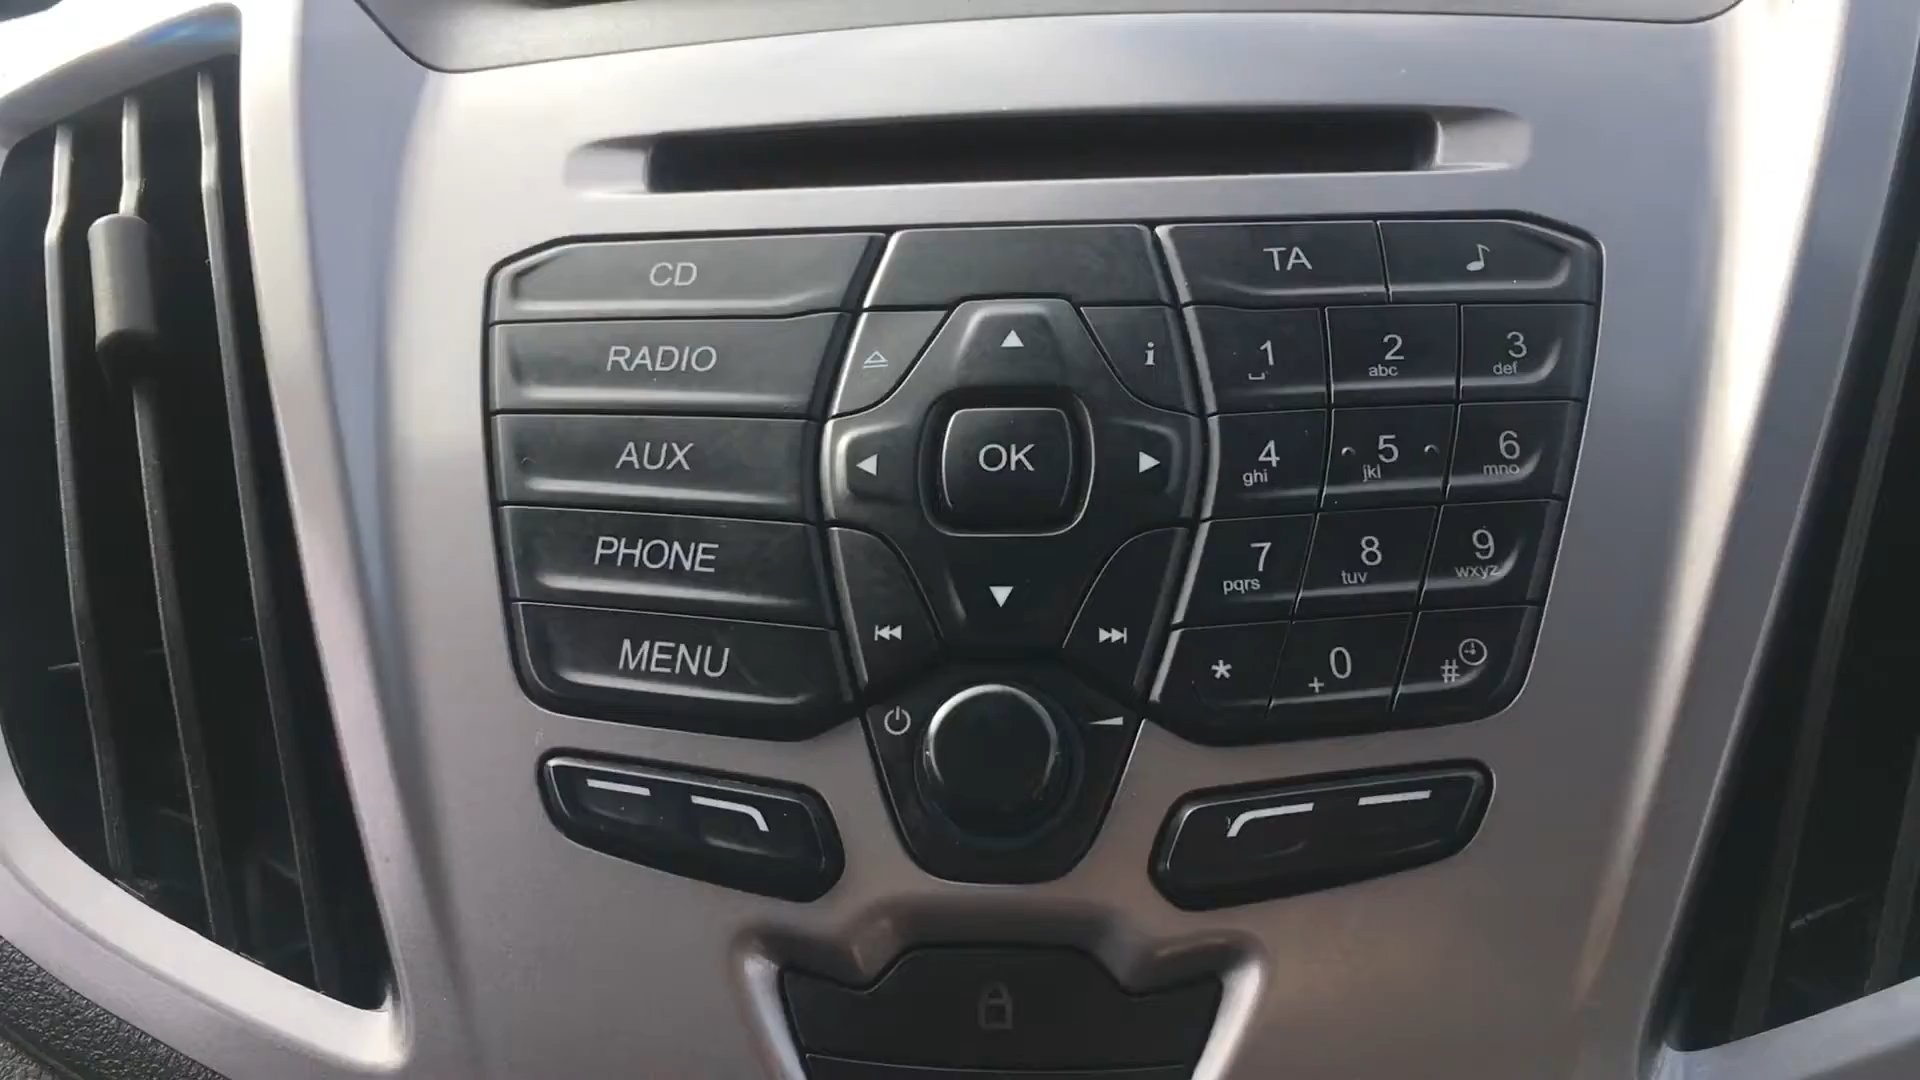 CD
TA
RADIO
i
1
2
abc
3
def
AUX
OK
4
ghi
5
jkl
6
mno
PHONE
7
pqrs
8
tuv
9
wxyz
MENU
*
+0
#